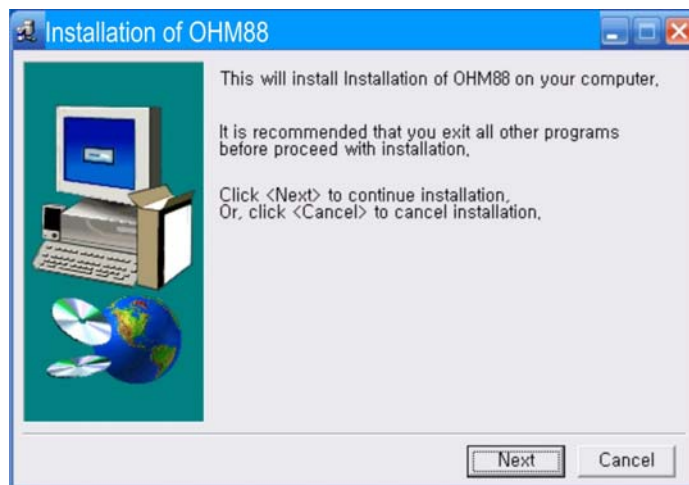 Installation of OHM88
This will install Installation of OHM88 on your computer,
It is recommended that you exit all other programs
before proceed with installation,
Click <Next> to continue installation,
Or, click <Cancel> to cancel installation,
Next
Cancel